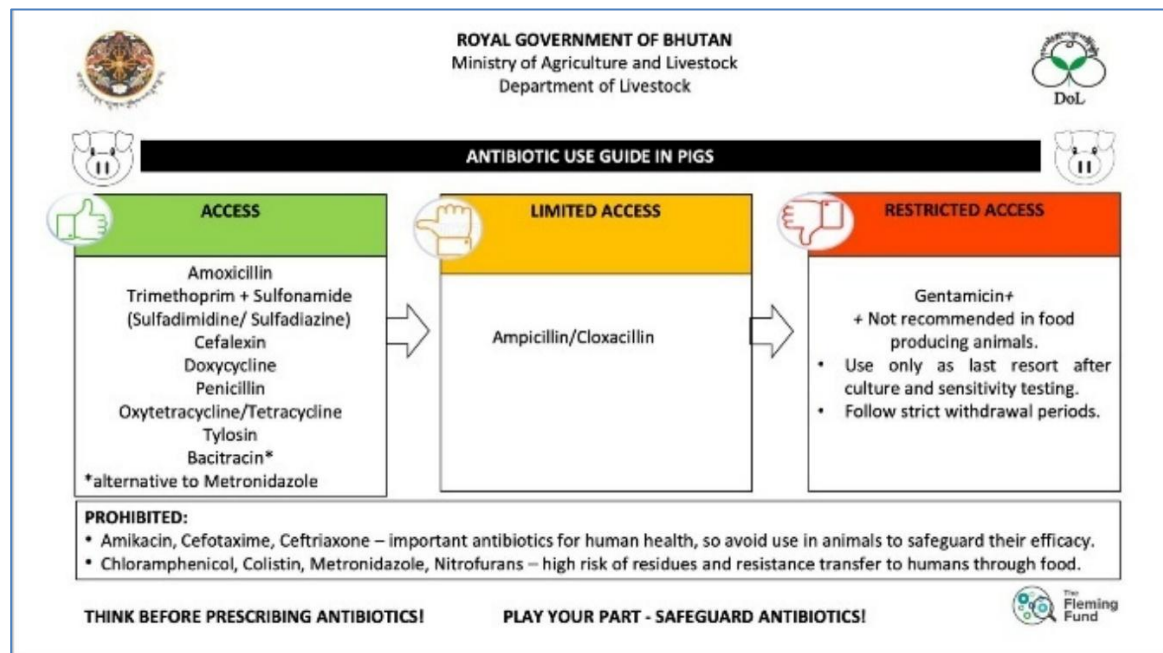 ROYAL GOVERNMENT OF BHUTAN
Ministry of Agriculture and Livestock
Department of Livestock
DoL
ANTIBIOTIC USE GUIDE IN PIGS
ACCESS
Amoxicillin
Trimethoprim + Sulfonamide
(Sulfadimidine/ Sulfadiazine)
Cefalexin
Doxycycline
Penicillin
Oxytetracycline/Tetracycline
Tylosin
Bacitracin*
*alternative to Metronidazole
LIMITED ACCESS
Ampicillin/Cloxacillin
RESTRICTED ACCESS
Gentamicin+
+ Not recommended in food
producing animals.
• Use only as last resort after
culture and sensitivity testing.
• Follow strict withdrawal periods.
PROHIBITED:
• Amikacin, Cefotaxime, Ceftriaxone – important antibiotics for human health, so avoid use in animals to safeguard their efficacy.
• Chloramphenicol, Colistin, Metronidazole, Nitrofurans – high risk of residues and resistance transfer to humans through food.
THINK BEFORE PRESCRIBING ANTIBIOTICS!
PLAY YOUR PART - SAFEGUARD ANTIBIOTICS!
The
Fleming
Fund